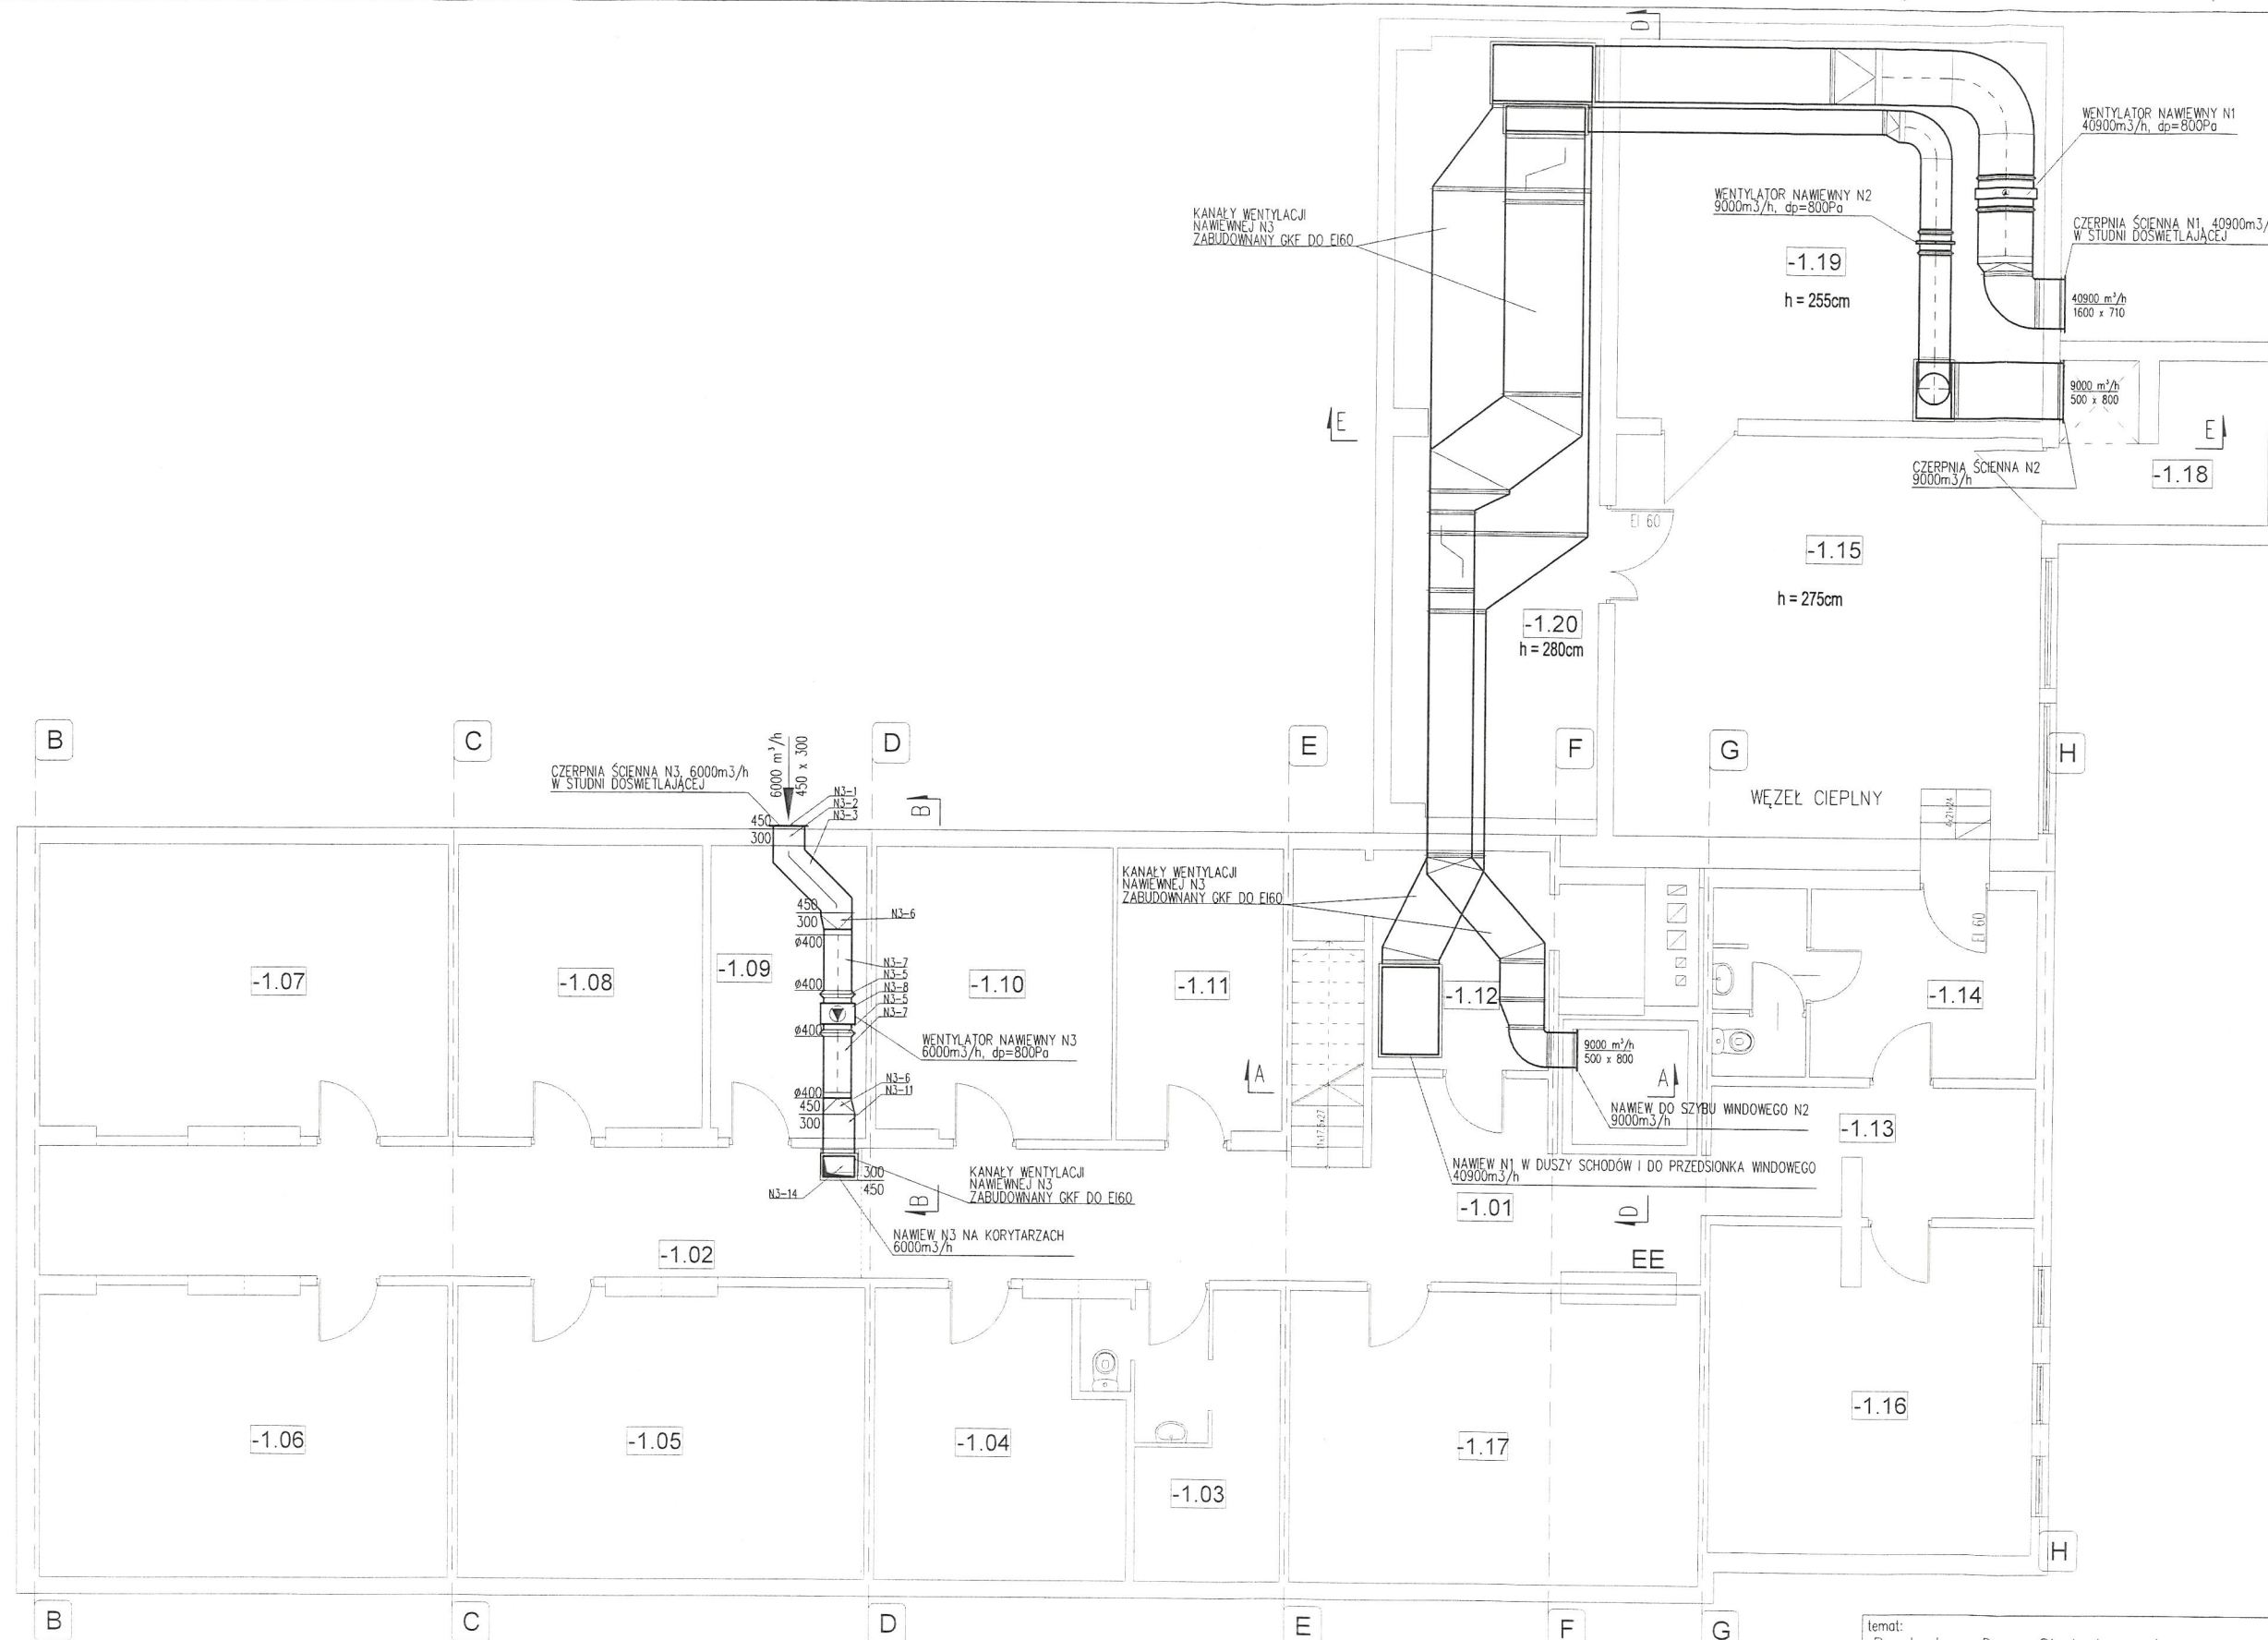 D
WENTYLATOR NAWIEWNY N1
40900m3/h, dp=800Pa
WENTYLATOR NAWIEWNY N2
9000m3/h, dp=800Pa
KANAŁY WENTYLACJI
NAWIEWNEJ N3
ZABUDOWNANY GKF DO EI60
CZERPNIA ŚCIENNA N1, 40900m3/
W STUDNI DOŚWIETLAJĄCEJ
-1.19
h = 255cm
40900 m³/h
1600 x 710
9000 m³/h
500 x 800
E
E
CZERPNIA ŚCIENNA N2
9000m3/h
-1.18
EI 60
-1.15
h = 275cm
-1.20
h = 280cm
B
C
D
E
F
G
H
WĘZEŁ CIEPLNY
CZERPNIA ŚCIENNA N3, 6000m3/h
W STUDNI DOŚWIETLAJĄCEJ
6000 m³/h
450 x 300
N3-1
N3-2
N3-3
450
300
B
KANAŁY WENTYLACJI
NAWIEWNEJ N3
ZABUDOWNANY GKF DO EI60
450
300
N3-6
ø400
EI 60
-1.07
-1.08
-1.09
N3-7
N3-5
N3-8
N3-5
N3-7
ø400
ø400
-1.10
-1.11
-1.12
-1.14
WENTYLATOR NAWIEWNY N3
6000m3/h, dp=800Pa
9000 m³/h
500 x 800
A
A
N3-6
N3-11
ø400
450
300
NAWIEW DO SZYBU WINDOWEGO N2
9000m3/h
-1.13
11x17,5x27
300
450
N3-14
KANAŁY WENTYLACJI
NAWIEWNEJ N3
ZABUDOWNANY GKF DO EI60
NAWIEW N1 W DUSZY SCHODÓW I DO PRZEDSIONKA WINDOWEGO
40900m3/h
B
-1.01
D
NAWIEW N3 NA KORYTARZACH
6000m3/h
-1.02
EE
-1.06
-1.05
-1.04
-1.03
-1.17
-1.16
H
B
C
D
E
F
G
temat: